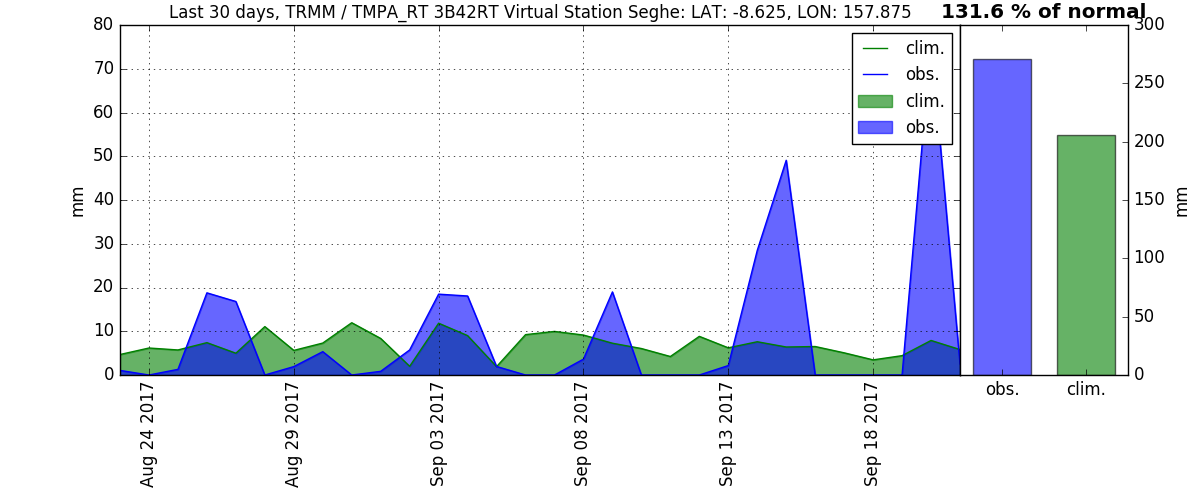 Last 30 days, TRMM / TMPA_RT 3B42RT Virtual Station Seghe: LAT: -8.625, LON: 157.875
131.6 % of normal
80
70
60
50
40
30
20
10
0
mm
clim.
obs.
clim.
obs.
300
250
200
150
100
50
0
mm
Aug 24 2017
Aug 29 2017
Sep 03 2017
Sep 08 2017
Sep 13 2017
Sep 18 2017
obs.
clim.